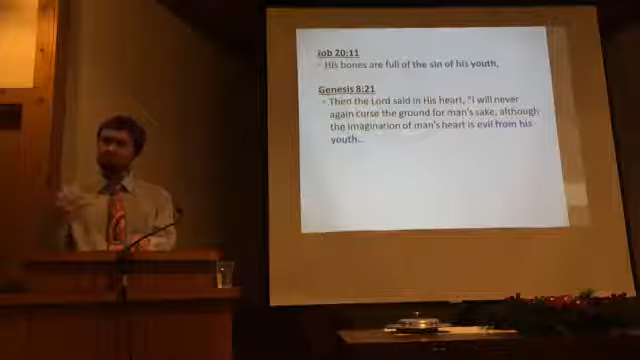 Job 20:11
• His bones are full of the sin of his youth,
Genesis 8:21
• Then the Lord said in His heart, "I will never
again curse the ground for man's sake, although
the imagination of man's heart is evil from his
youth...